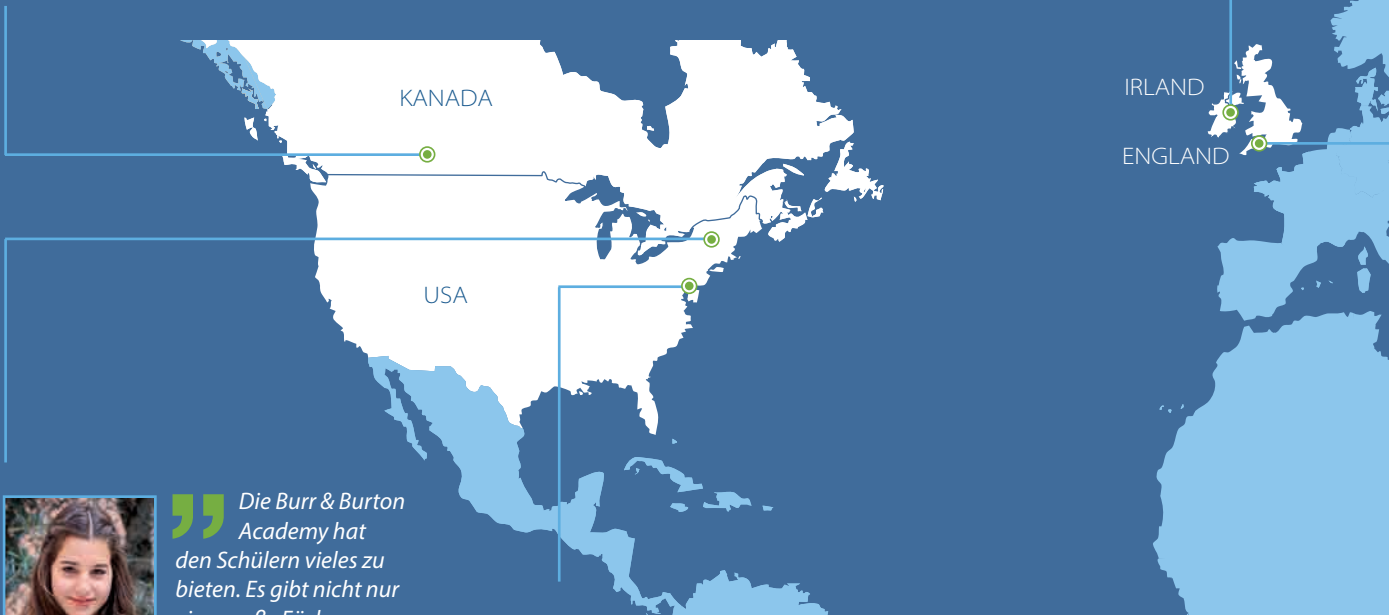 KANADA
IRLAND
ENGLAND
USA
Die Burr & Burton
Academy hat
den Schülern vieles zu
bieten. Es gibt nicht nur